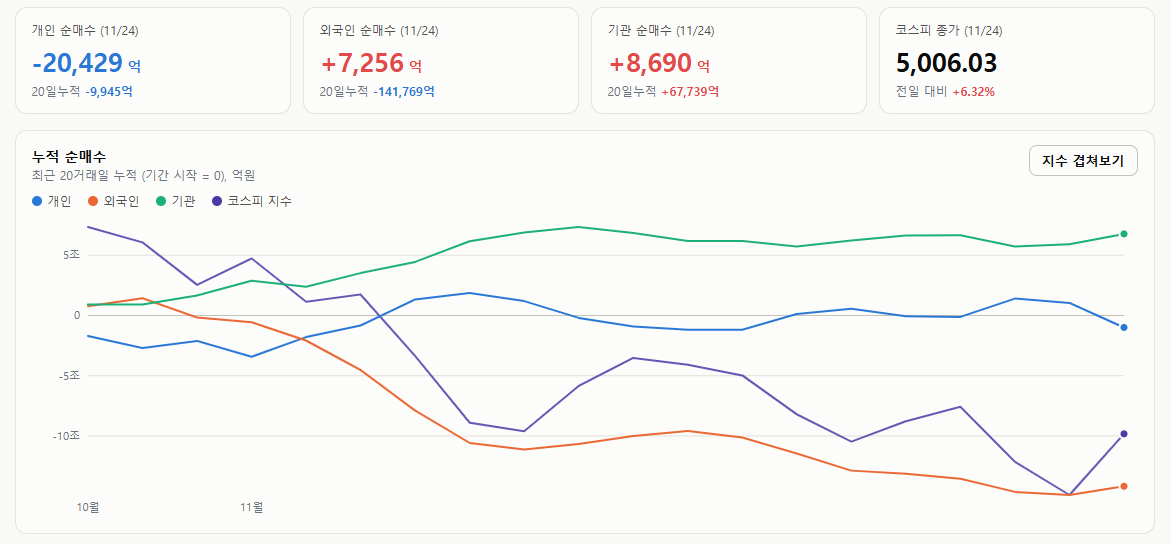 개인 순매수 (11/24)
-20,429 억
20일누적 -9,945억
외국인 순매수 (11/24)
+7,256 억
20일누적 -141,769억
기관 순매수 (11/24)
+8,690 억
20일누적 +67,739억
코스피 종가 (11/24)
5,006.03
전일 대비 +6.32%
누적 순매수
최근 20거래일 누적 (기간 시작 = 0), 억원
지수 겹쳐보기
개인 외국인 기관 코스피 지수
5조
0
-5조
-10조
10월 11월